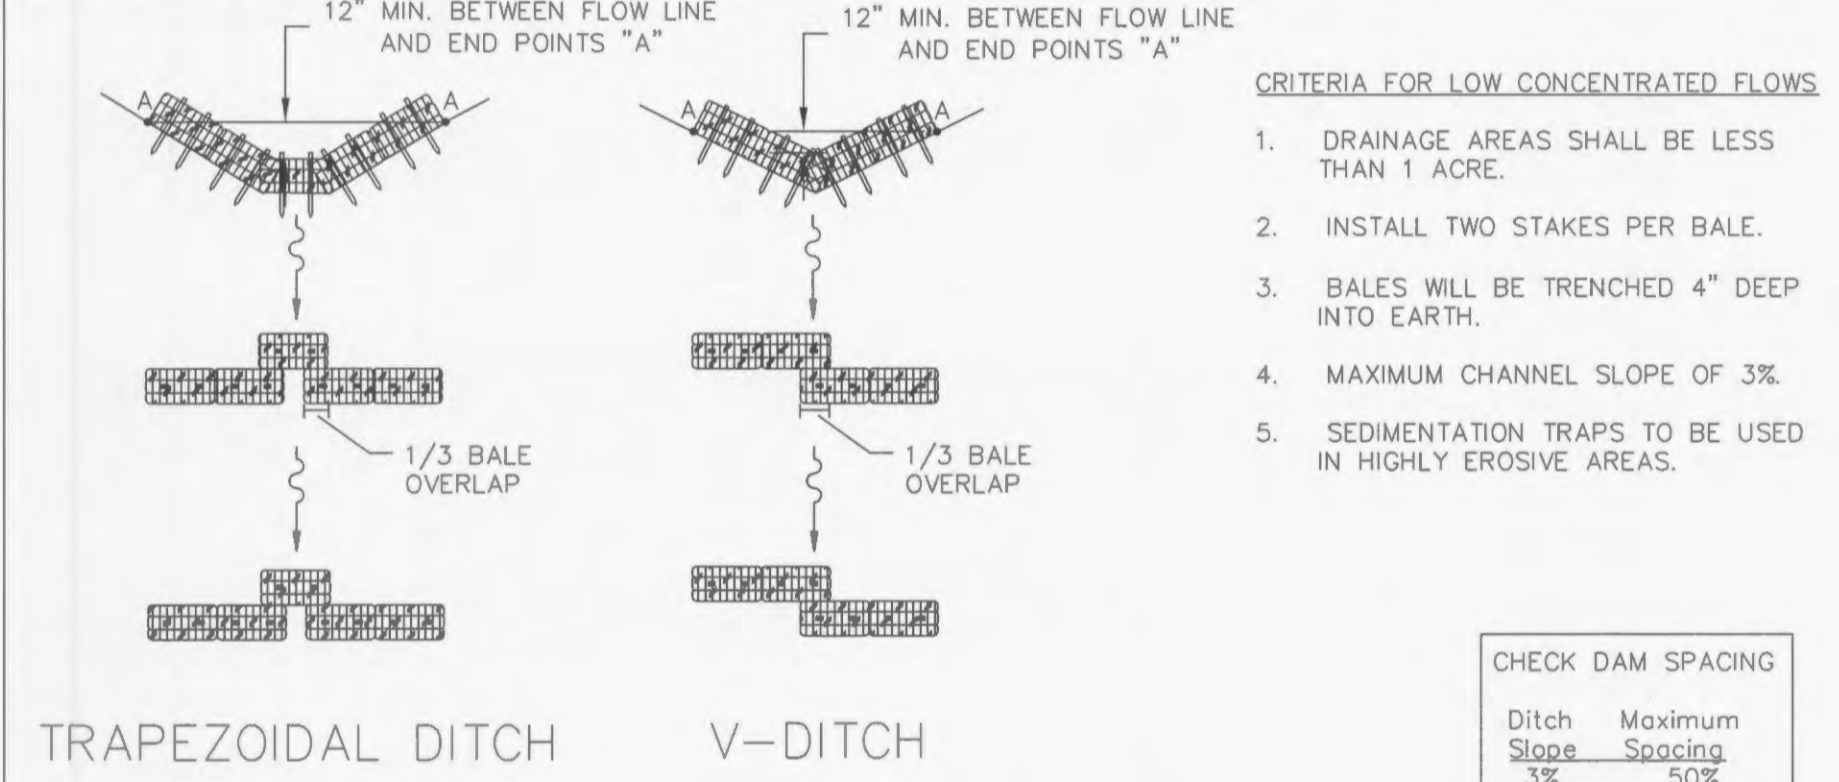 12" MIN. BETWEEN FLOW LINE
AND END POINTS "A"
A
A
1/3 BALE
OVERLAP
TRAPEZOIDAL DITCH
12" MIN. BETWEEN FLOW LINE
AND END POINTS "A"
A
A
1/3 BALE
OVERLAP
V-DITCH
CRITERIA FOR LOW CONCENTRATED FLOWS
1. DRAINAGE AREAS SHALL BE LESS
THAN 1 ACRE.
2. INSTALL TWO STAKES PER BALE.
3. BALES WILL BE TRENCHED 4" DEEP
INTO EARTH.
4. MAXIMUM CHANNEL SLOPE OF 3%.
5. SEDIMENTATION TRAPS TO BE USED
IN HIGHLY EROSIVE AREAS.
CHECK DAM SPACING
Ditch Maximum
Slope Spacing
3% 50%